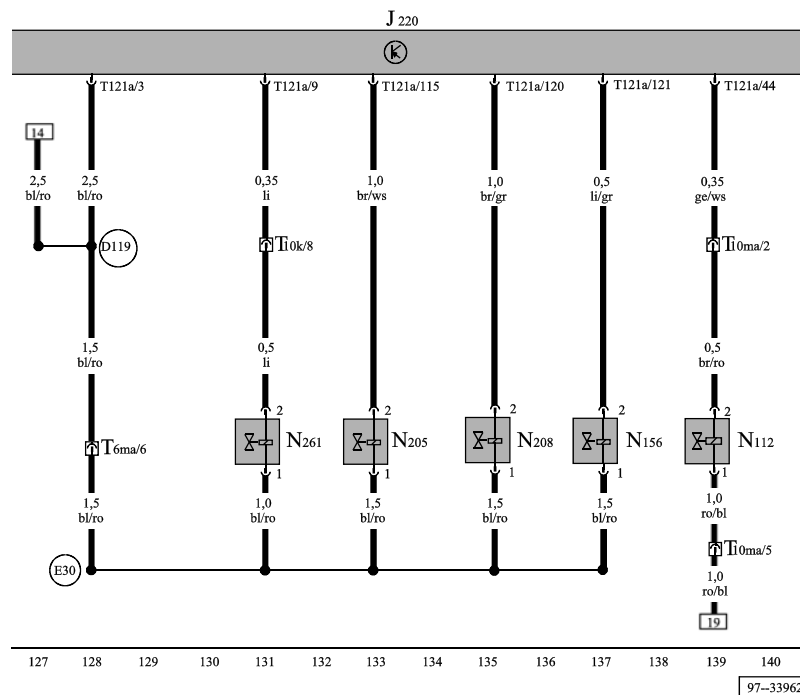 J 220
K
T121a/3 T121a/9 T121a/115 T121a/120 T121a/121 T121a/44
14
2,5 2,5 0,35 1,0 1,0 0,5 0,35
bl/ro bl/ro li br/ws br/gr li/gr ge/ws
D119 T10k/8 T10ma/2
1,5 0,5 0,5
bl/ro li br/ro
2 2 2 2 2
T6ma/6 N261 N205 N208 N156 N112
1 1 1 1 1
1,5 1,0 1,5 1,5 1,5 1,0
bl/ro bl/ro bl/ro bl/ro bl/ro ro/bl
T10ma/5
E30
1,0
ro/bl
19
127 128 129 130 131 132 133 134 135 136 137 138 139 140
97--33962